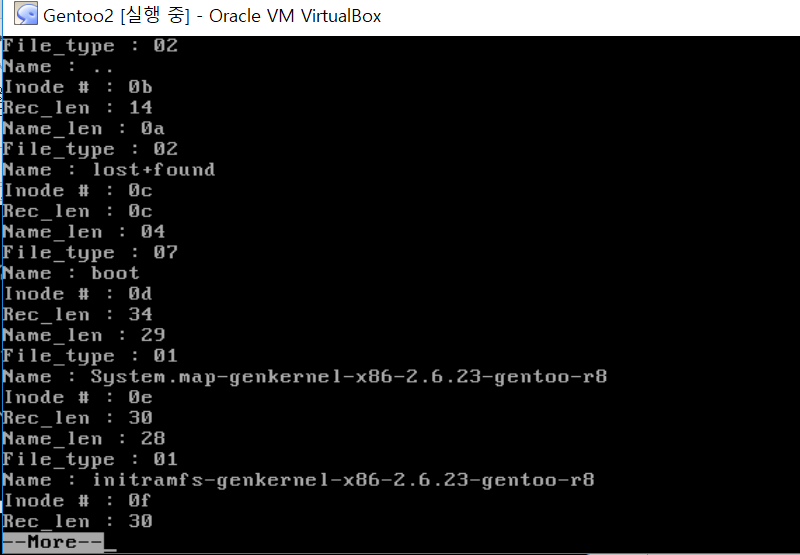 Gentoo2 [실행 중] - Oracle VM VirtualBox
File_type : 02
Name : ..
Inode # : 0b
Rec_len : 14
Name_len : 0a
File_type : 02
Name : lost+found
Inode # : 0c
Rec_len : 0c
Name_len : 04
File_type : 07
Name : boot
Inode # : 0d
Rec_len : 34
Name_len : 29
File_type : 01
Name : System.map-genkernel-x86-2.6.23-gentoo-r8
Inode # : 0e
Rec_len : 30
Name_len : 28
File_type : 01
Name : initramfs-genkernel-x86-2.6.23-gentoo-r8
Inode # : 0f
Rec_len : 30
--More--_